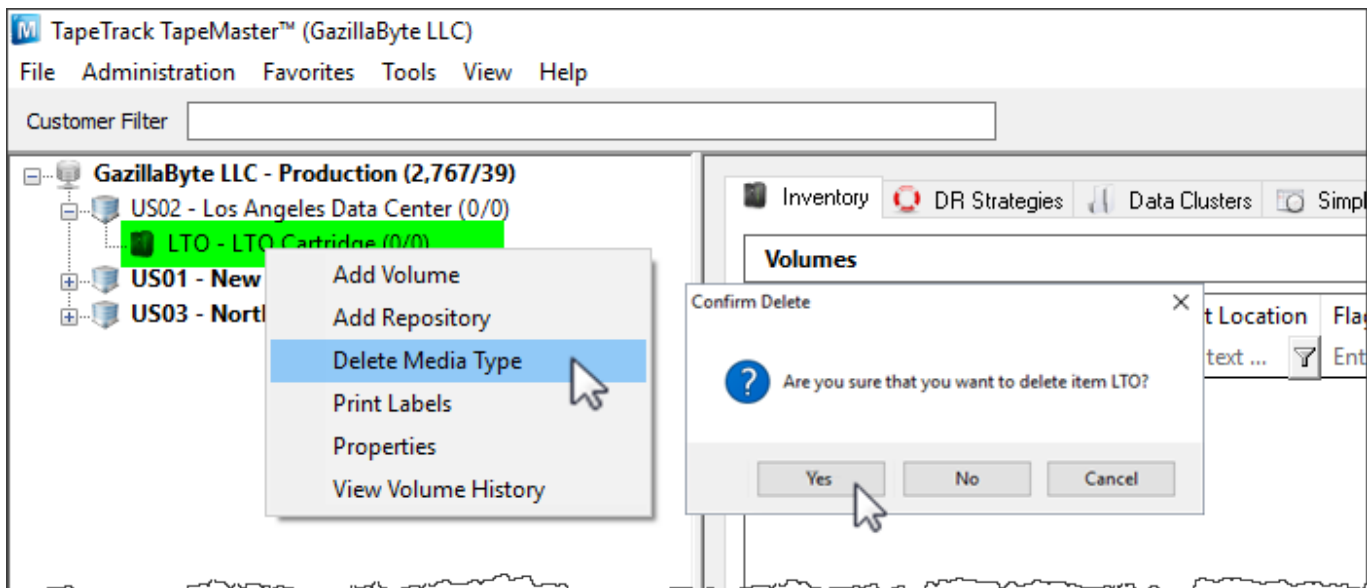 TapeTrack TapeMaster™ (GazillaByte LLC)
File Administration Favorites Tools View Help
Customer Filter
GazillaByte LLC - Production (2,767/39)
US02 - Los Angeles Data Center (0/0)
LTO - LTO Cartridge (0/0)
US01 - New
US03 - North
Add Volume
Add Repository
Delete Media Type
Print Labels
Properties
View Volume History
Inventory DR Strategies Data Clusters Simpl
Volumes
t Location Flag
text ... Ent
Confirm Delete
Are you sure that you want to delete item LTO?
Yes No Cancel